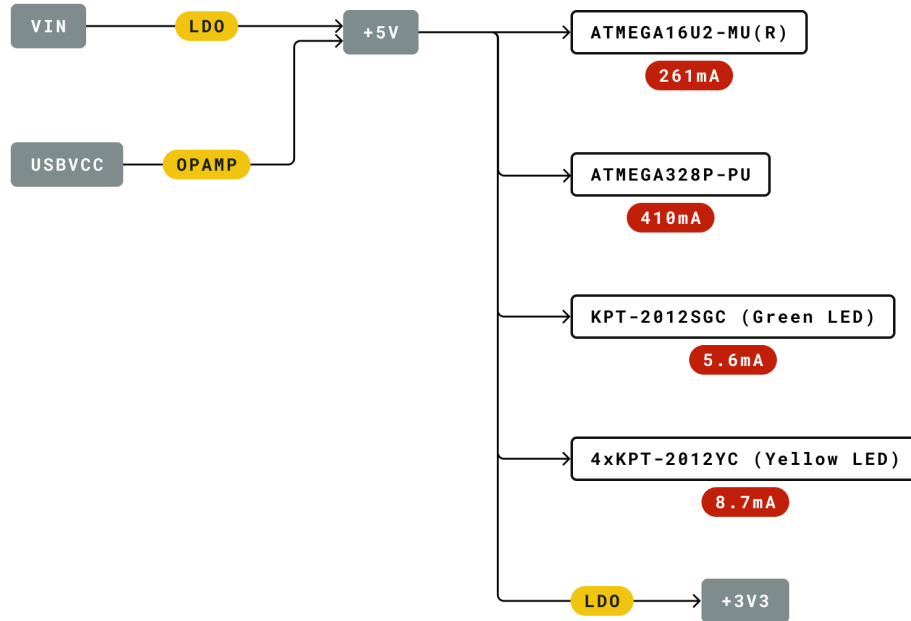 VIN
LDO
+5V
ATMEGA16U2-MU(R)
261mA
USBVCC
OPAMP
ATMEGA328P-PU
410mA
KPT-2012SGC (Green LED)
5.6mA
4xKPT-2012YC (Yellow LED)
8.7mA
LDO
+3V3